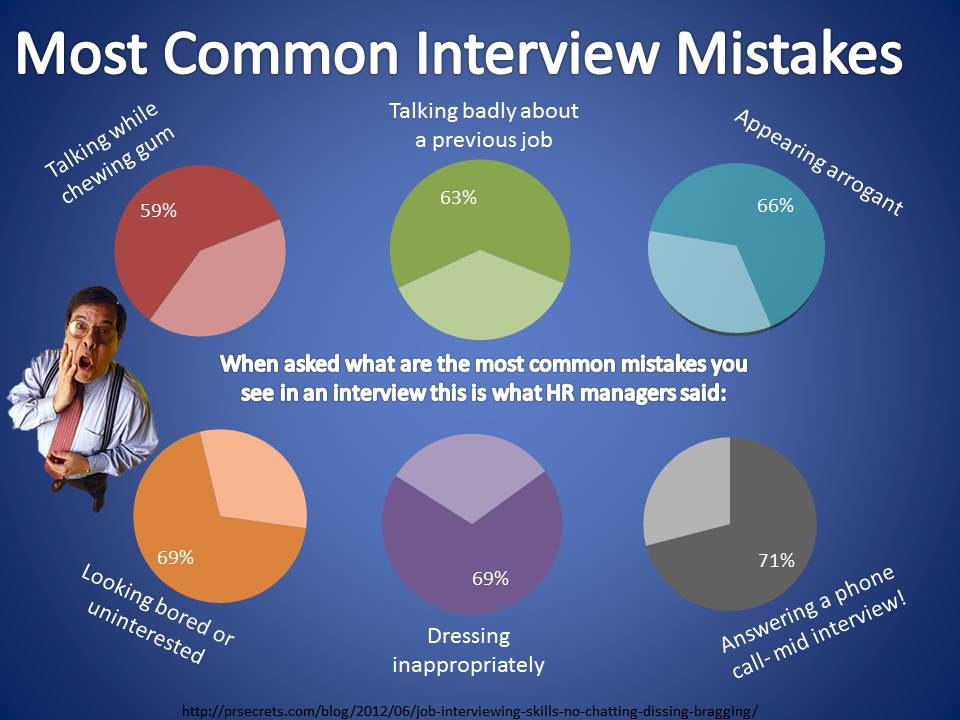 Most Common Interview Mistakes
Talking while
chewing gum
59%
Talking badly about
a previous job
63%
Appearing arrogant
66%
When asked what are the most common mistakes you
see in an interview this is what HR managers said:
69%
Looking bored or
uninterested
69%
Dressing
inappropriately
71%
Answering a phone
call- mid interview!
http://prsecrets.com/blog/2012/06/job-interviewing-skills-no-chatting-dissing-bragging/